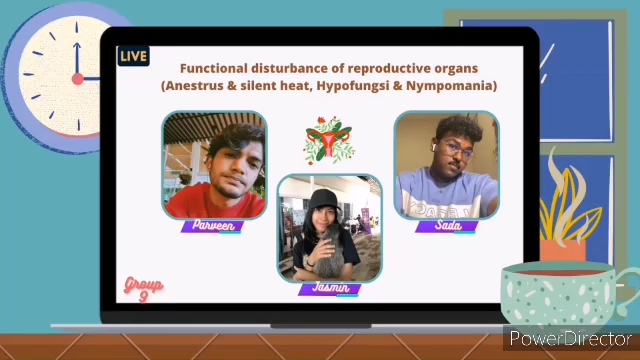 LIVE
Functional disturbance of reproductive organs
(Anestrus & silent heat, Hypofungsi & Nympomania)
Parveen
Sada
Jasmin
Group
9
PowerDirector